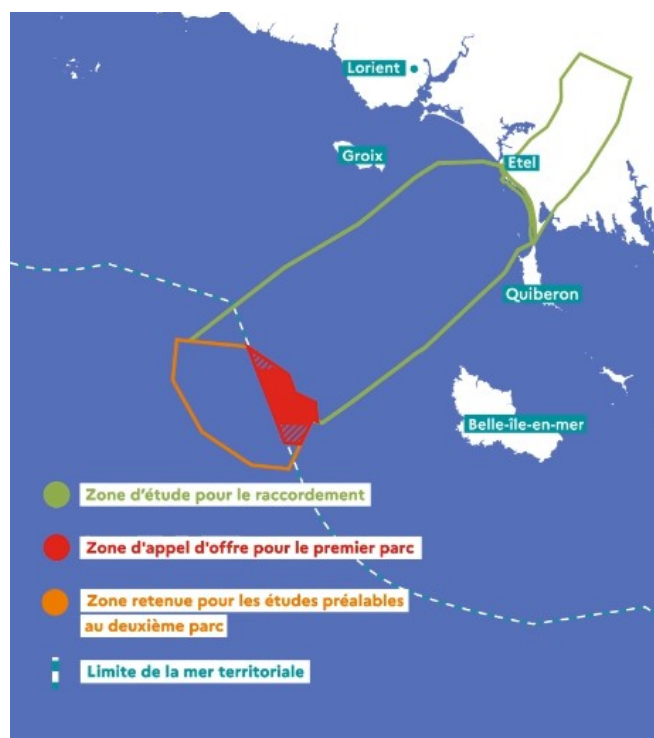 Lorient
Groix
Etel
Quiberon
Belle-île-en-mer
Zone d'étude pour le raccordement
Zone d'appel d'offre pour le premier parc
Zone retenue pour les études préalables
au deuxième parc
Limite de la mer territoriale